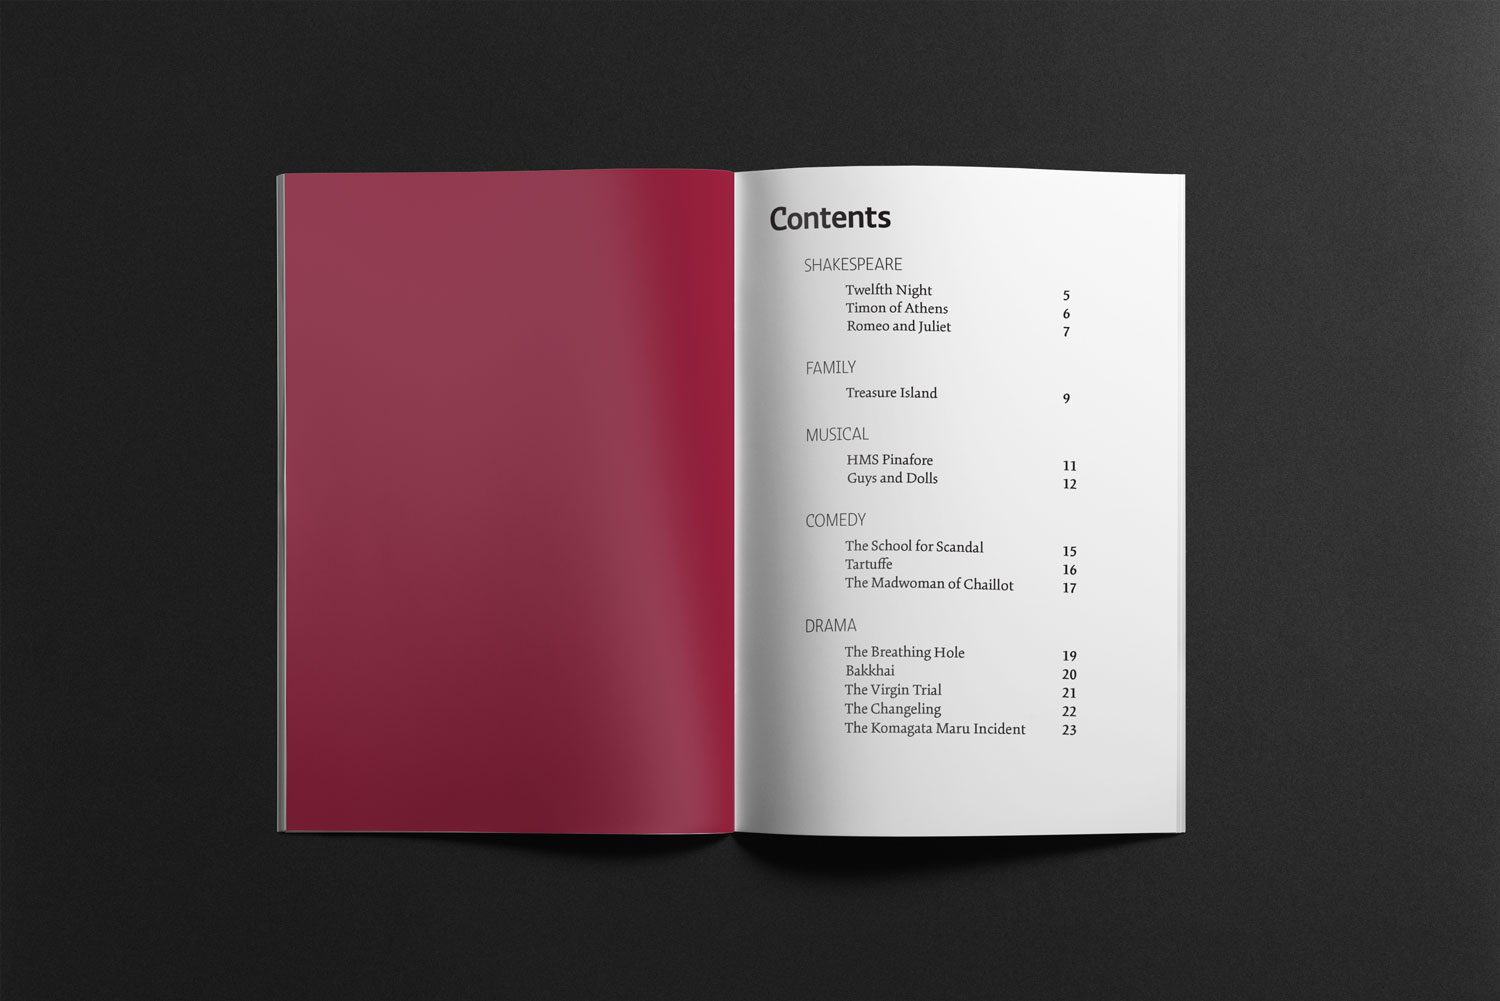 Contents
SHAKESPEARE
Twelfth Night 5
Timon of Athens 6
Romeo and Juliet 7
FAMILY
Treasure Island 9
MUSICAL
HMS Pinafore 11
Guys and Dolls 12
COMEDY
The School for Scandal 15
Tartuffe 16
The Madwoman of Chaillot 17
DRAMA
The Breathing Hole 19
Bakkhai 20
The Virgin Trial 21
The Changeling 22
The Komagata Maru Incident 23